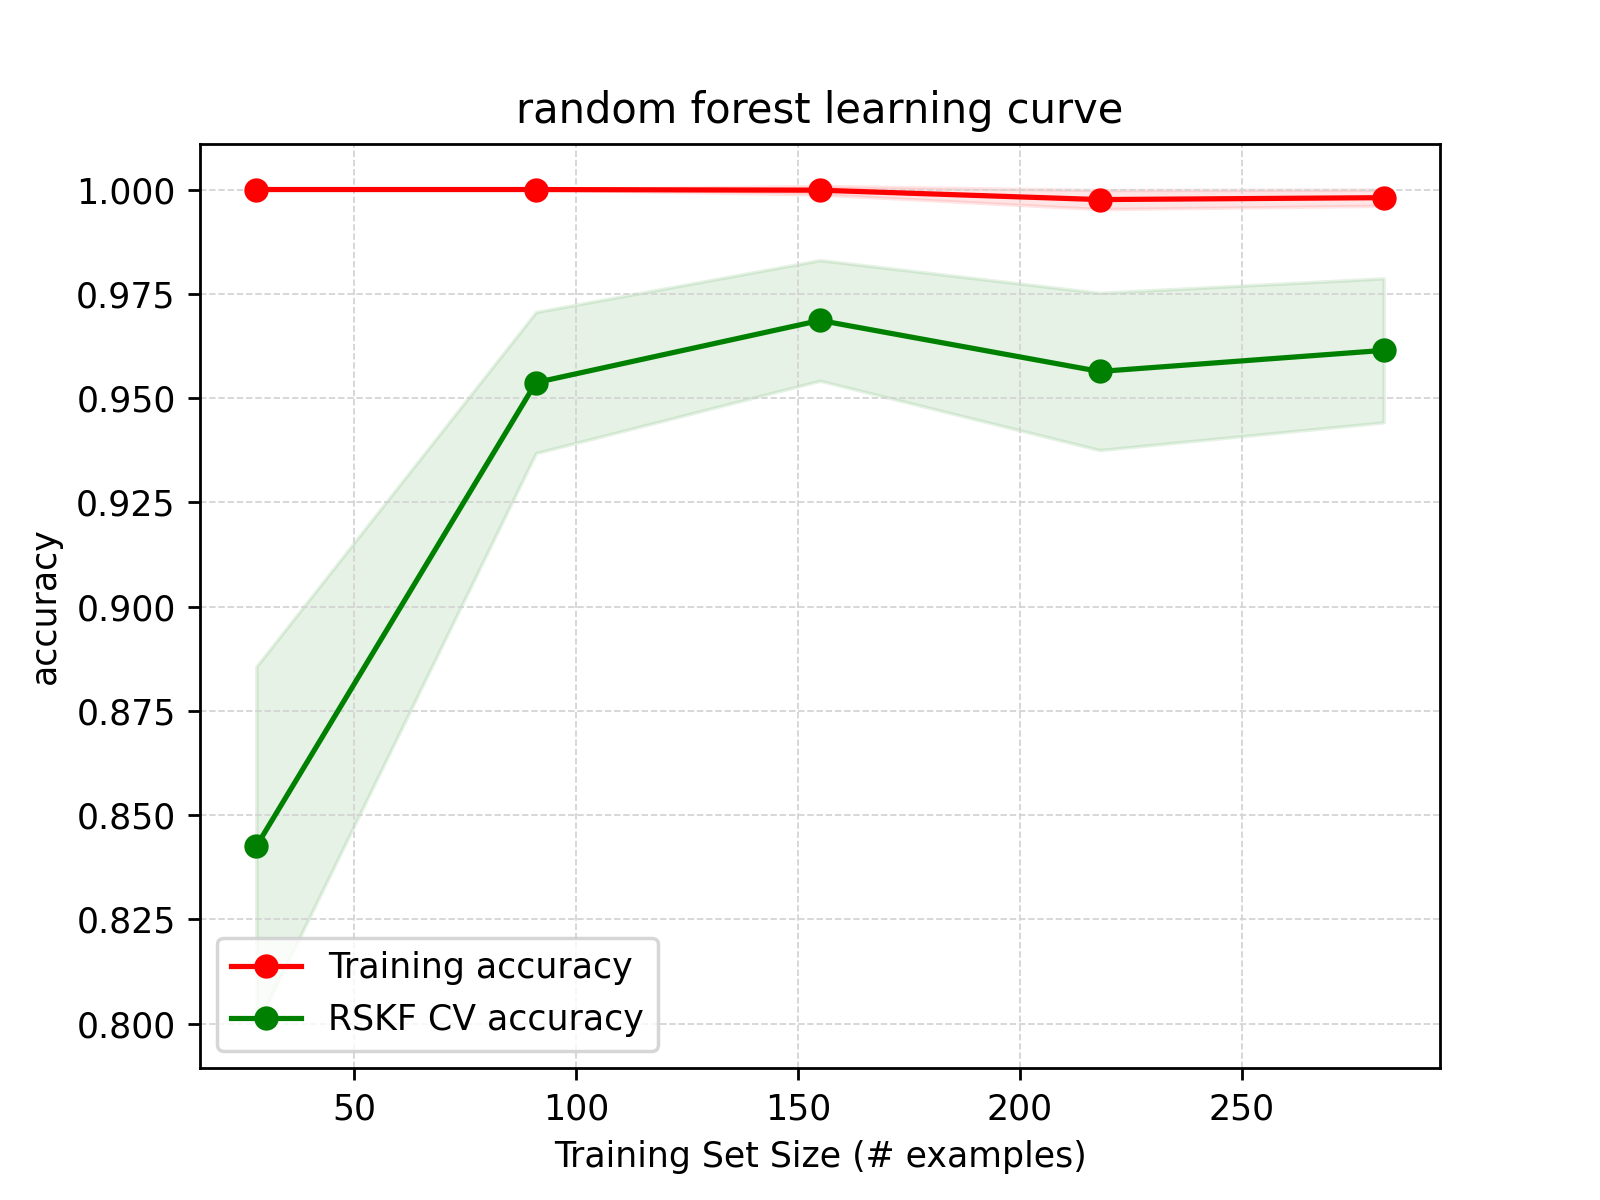 random forest learning curve
1.000
0.975
0.950
0.925
0.900
0.875
0.850
0.825
0.800
accuracy
Training accuracy
RSKF CV accuracy
50 100 150 200 250
Training Set Size (# examples)